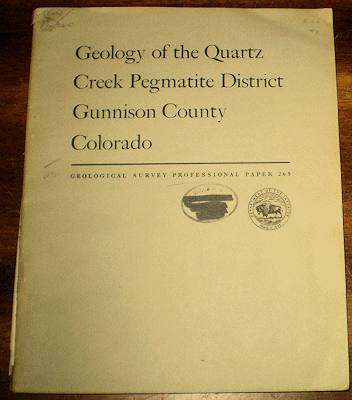 Geology of the Quartz
Creek Pegmatite District
Gunnison County
Colorado
GEOLOGICAL SURVEY PROFESSIONAL PAPER 265